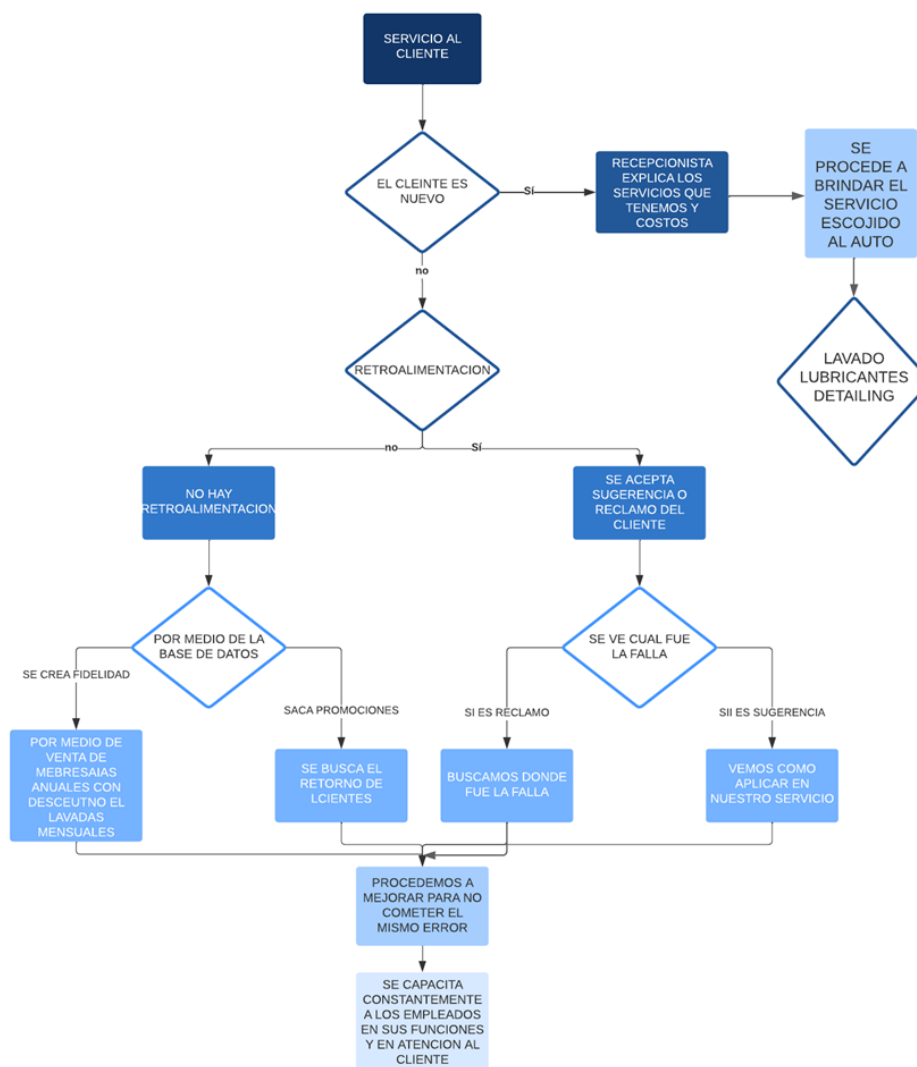 SERVICIO AL
CLIENTE
EL CLEINTE ES
NUEVO
Sí
RECEPCIONISTA
EXPLICA LOS
SERVICIOS QUE
TENEMOS Y
COSTOS
SE
PROCEDE A
BRINDAR EL
SERVICIO
ESCOJIDO
AL AUTO
no
RETROALIMENTACION
LAVADO
LUBRICANTES
DETAILING
no
Sí
NO HAY
RETROALIMENTACION
SE ACEPTA
SUGERENCIA O
RECLAMO DEL
CLIENTE
POR MEDIO DE LA
BASE DE DATOS
SE VE CUAL FUE
LA FALLA
SE CREA FIDELIDAD
SACA PROMOCIONES
SI ES RECLAMO
SII ES SUGERENCIA
POR MEDIO DE
VENTA DE
MEBRESAIAS
ANUALES CON
DESCEUTNO EL
LAVADAS
MENSUALES
SE BUSCA EL
RETORNO DE
LCIENTES
BUSCAMOS DONDE
FUE LA FALLA
VEMOS COMO
APLICAR EN
NUESTRO SERVICIO
PROCEDEMOS A
MEJORAR PARA NO
COMETER EL
MISMO ERROR
SE CAPACITA
CONSTANTEMENTE
A LOS EMPLEADOS
EN SUS FUNCIONES
Y EN ATENCION AL
CLIENTE